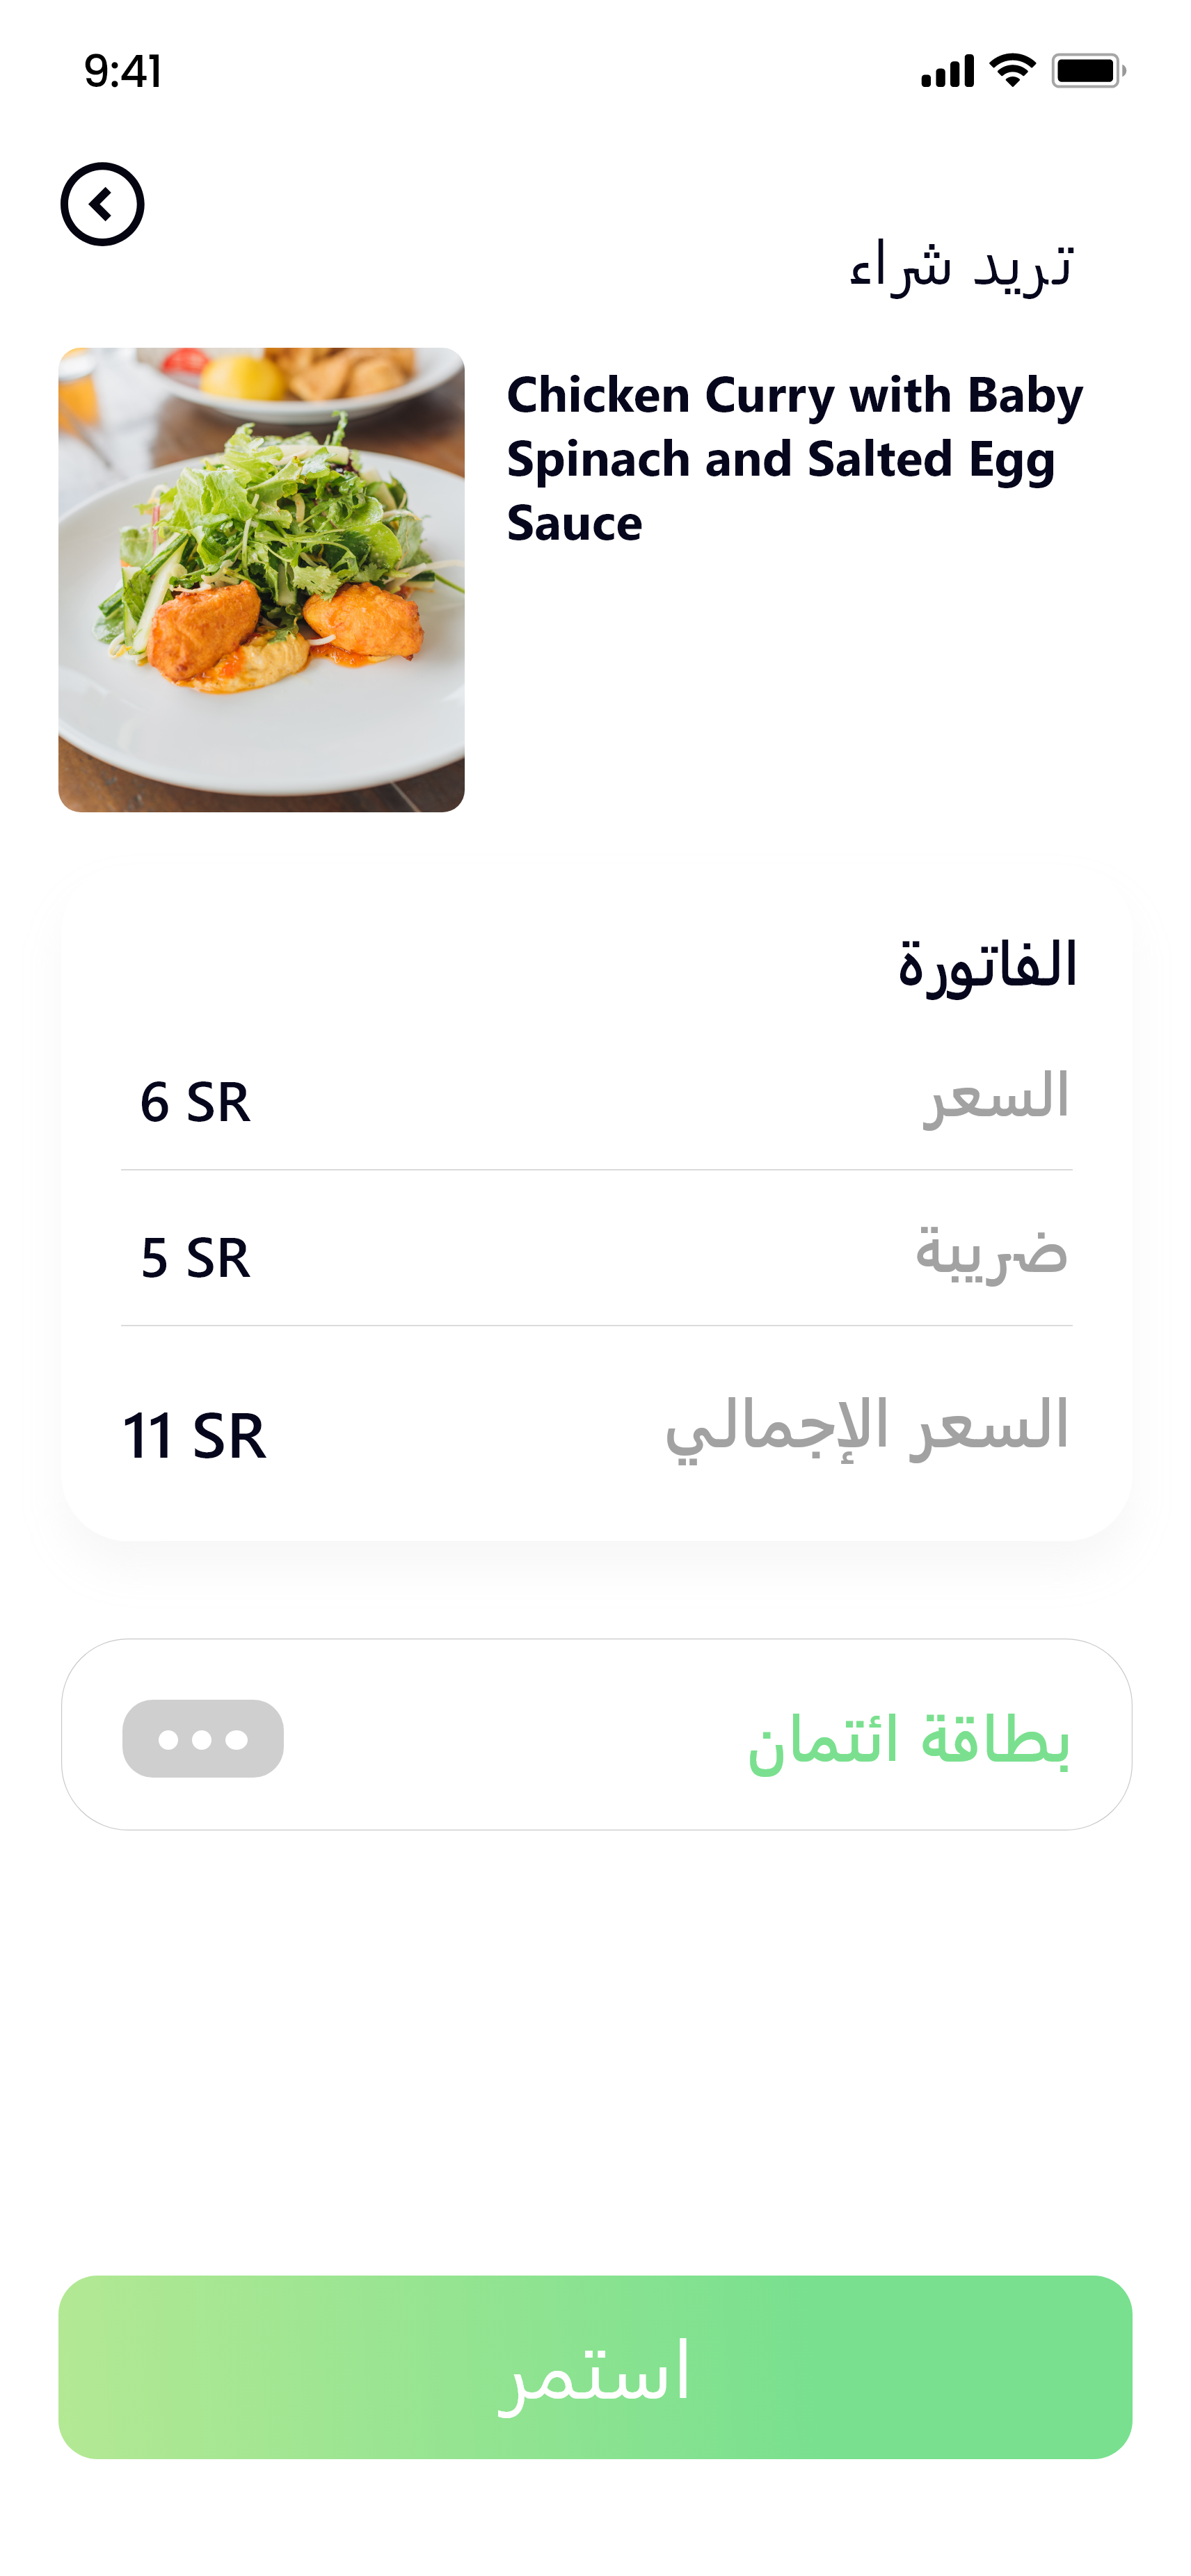 9:41
تريد شراء
Chicken Curry with Baby
Spinach and Salted Egg
Sauce
الفاتورة
السعر 6 SR
ضريبة 5 SR
السعر الإجمالي 11 SR
بطاقة ائتمان
استمر